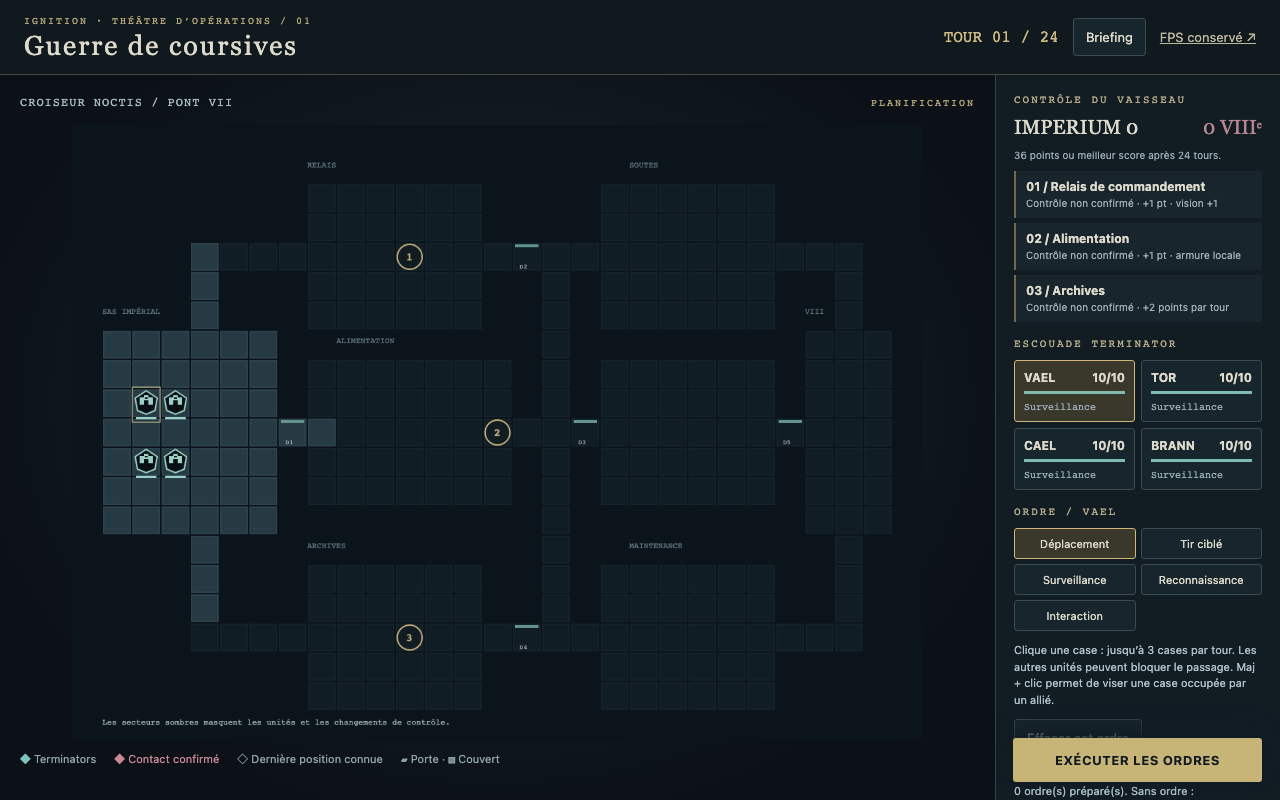 IGNITION · THÉÂTRE D'OPÉRATIONS / 01
Guerre de coursives
TOUR 01 / 24
Briefing
FPS conservé ↗
CROISEUR NOCTIS / PONT VII
PLANIFICATION
RELAIS
SOUTES
1
D2
SAS IMPÉRIAL
VIII
ALIMENTATION
D1
2
D3
D5
ARCHIVES
MAINTENANCE
3
D4
Les secteurs sombres masquent les unités et les changements de contrôle.
Terminators
Contact confirmé
Dernière position connue
Porte · Couvert
CONTRÔLE DU VAISSEAU
IMPERIUM 0
0 VIIIᵉ
36 points ou meilleur score après 24 tours.
01 / Relais de commandement
Contrôle non confirmé · +1 pt · vision +1
02 / Alimentation
Contrôle non confirmé · +1 pt · armure locale
03 / Archives
Contrôle non confirmé · +2 points par tour
ESCOUADE TERMINATOR
VAEL 10/10
Surveillance
TOR 10/10
Surveillance
CAEL 10/10
Surveillance
BRANN 10/10
Surveillance
ORDRE / VAEL
Déplacement
Tir ciblé
Surveillance
Reconnaissance
Interaction
Clique une case : jusqu'à 3 cases par tour. Les
autres unités peuvent bloquer le passage. Maj
+ clic permet de viser une case occupée par
un allié.
Effacer cet ordre
EXÉCUTER LES ORDRES
0 ordre(s) préparé(s). Sans ordre :